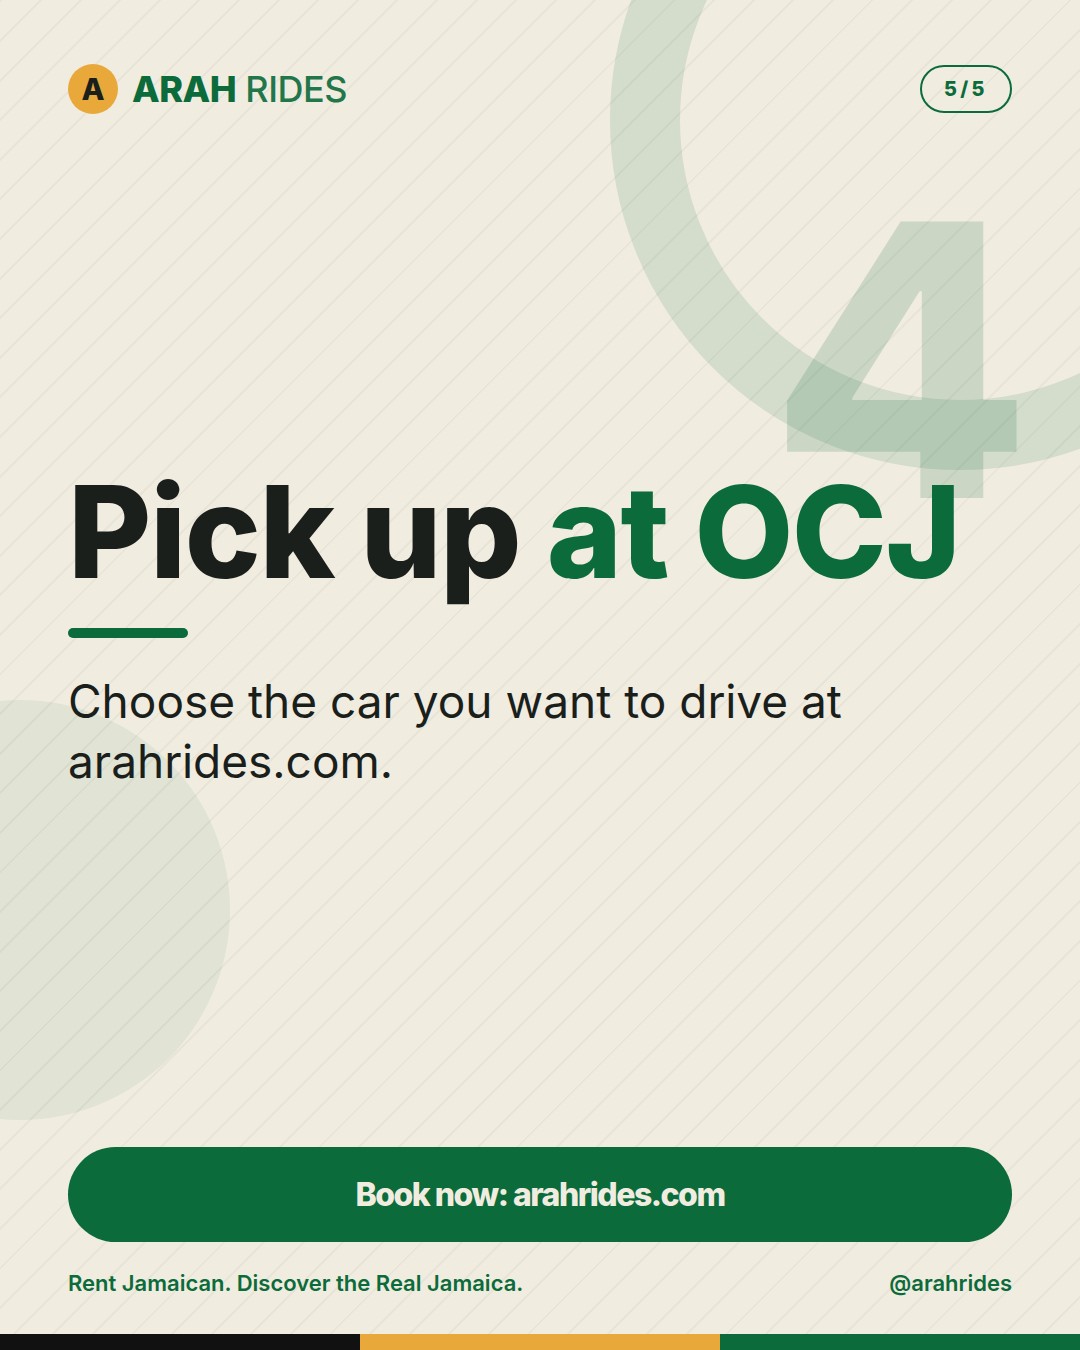 A ARAH RIDES
5/5
4
Pick up at OCJ
Choose the car you want to drive at
arahrides.com.
Book now: arahrides.com
Rent Jamaican. Discover the Real Jamaica.
@arahrides